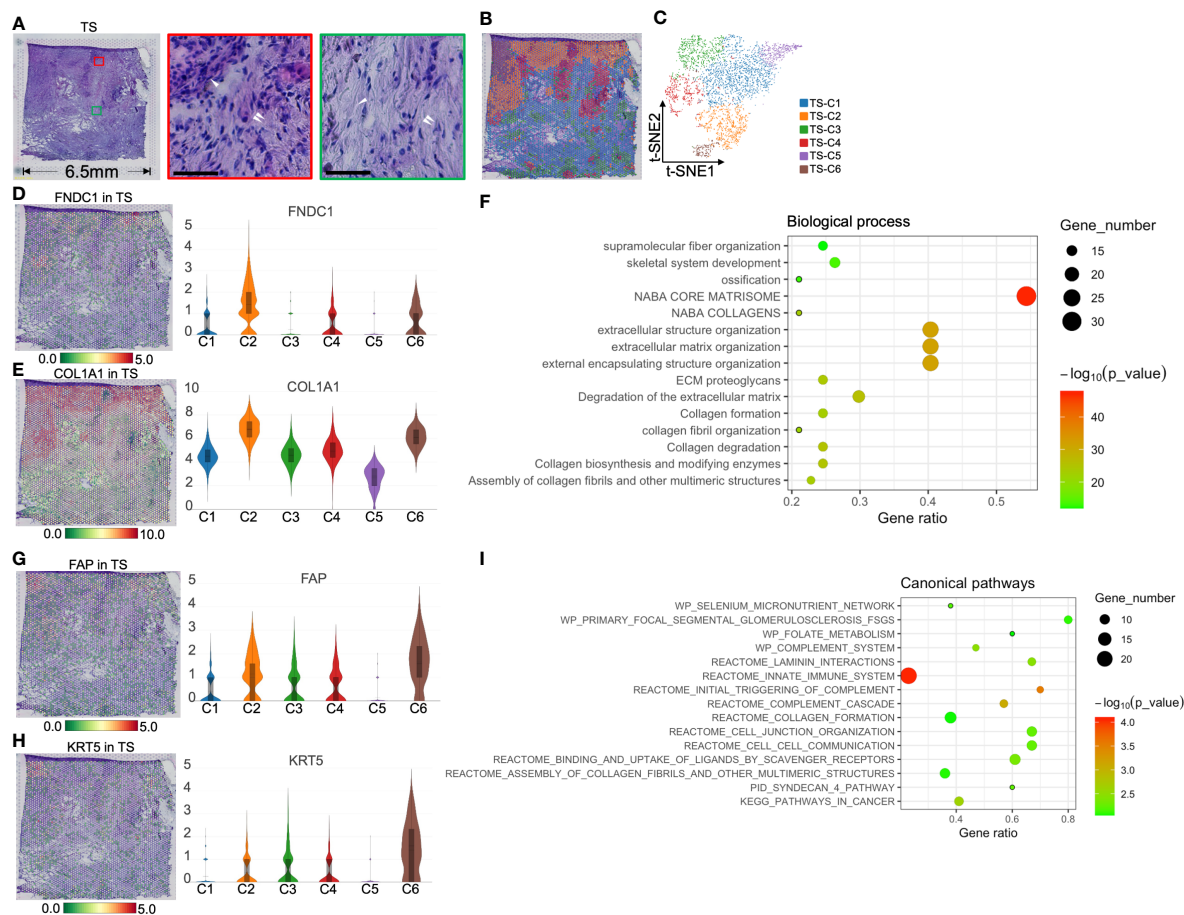 A
TS
6.5mm
B
C
t-SNE2
t-SNE1
TS-C1
TS-C2
TS-C3
TS-C4
TS-C5
TS-C6
D
FNDC1 in TS
0.0 5.0
FNDC1
5
4
3
2
1
0
C1 C2 C3 C4 C5 C6
E
COL1A1 in TS
0.0 10.0
COL1A1
10
8
6
4
2
0
C1 C2 C3 C4 C5 C6
F
Biological process
supramolecular fiber organization
skeletal system development
ossification
NABA CORE MATRISOME
NABA COLLAGENS
extracellular structure organization
extracellular matrix organization
external encapsulating structure organization
ECM proteoglycans
Degradation of the extracellular matrix
Collagen formation
collagen fibril organization
Collagen degradation
Collagen biosynthesis and modifying enzymes
Assembly of collagen fibrils and other multimeric structures
0.2 0.3 0.4 0.5
Gene ratio
Gene_number
15
20
25
30
−log10(p_value)
40
30
20
G
FAP in TS
0.0 5.0
FAP
5
4
3
2
1
0
C1 C2 C3 C4 C5 C6
H
KRT5 in TS
0.0 5.0
KRT5
5
4
3
2
1
0
C1 C2 C3 C4 C5 C6
I
Canonical pathways
WP_SELENIUM_MICRONUTRIENT_NETWORK
WP_PRIMARY_FOCAL_SEGMENTAL_GLOMERULOSCLEROSIS_FSGS
WP_FOLATE_METABOLISM
WP_COMPLEMENT_SYSTEM
REACTOME_LAMININ_INTERACTIONS
REACTOME_INNATE_IMMUNE_SYSTEM
REACTOME_INITIAL_TRIGGERING_OF_COMPLEMENT
REACTOME_COMPLEMENT_CASCADE
REACTOME_COLLAGEN_FORMATION
REACTOME_CELL_JUNCTION_ORGANIZATION
REACTOME_CELL_CELL_COMMUNICATION
REACTOME_BINDING_AND_UPTAKE_OF_LIGANDS_BY_SCAVENGER_RECEPTORS
REACTOME_ASSEMBLY_OF_COLLAGEN_FIBRILS_AND_OTHER_MULTIMERIC_STRUCTURES
PID_SYNDECAN_4_PATHWAY
KEGG_PATHWAYS_IN_CANCER
0.4 0.6 0.8
Gene ratio
Gene_number
10
15
20
−log10(p_value)
4.0
3.5
3.0
2.5